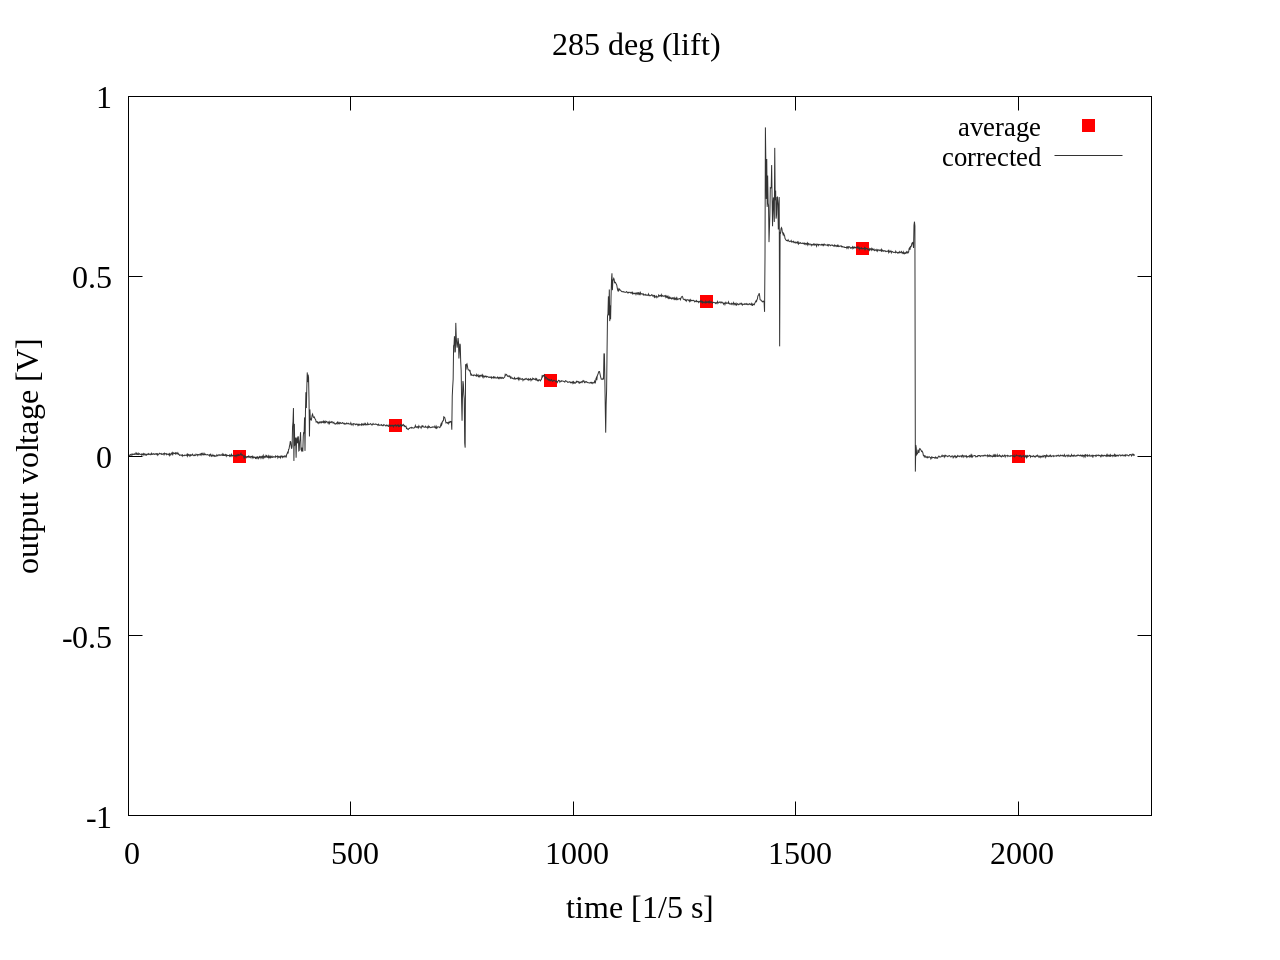 285 deg (lift)
1
average
corrected
0.5
0
-0.5
-1
output voltage [V]
0 500 1000 1500 2000
time [1/5 s]